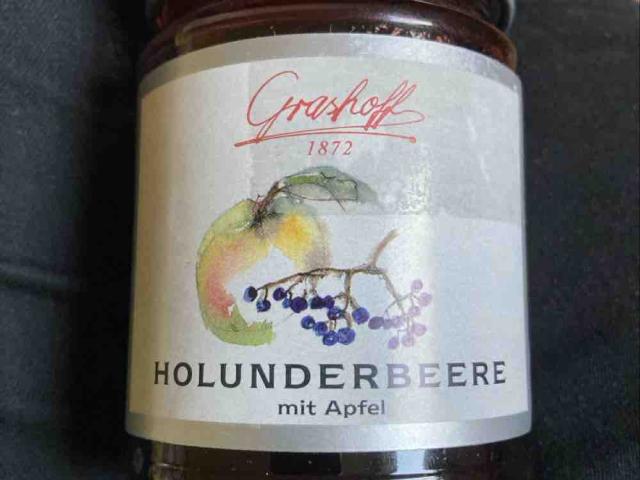 Grashoff
1872
HOLUNDERBEERE
mit Apfel